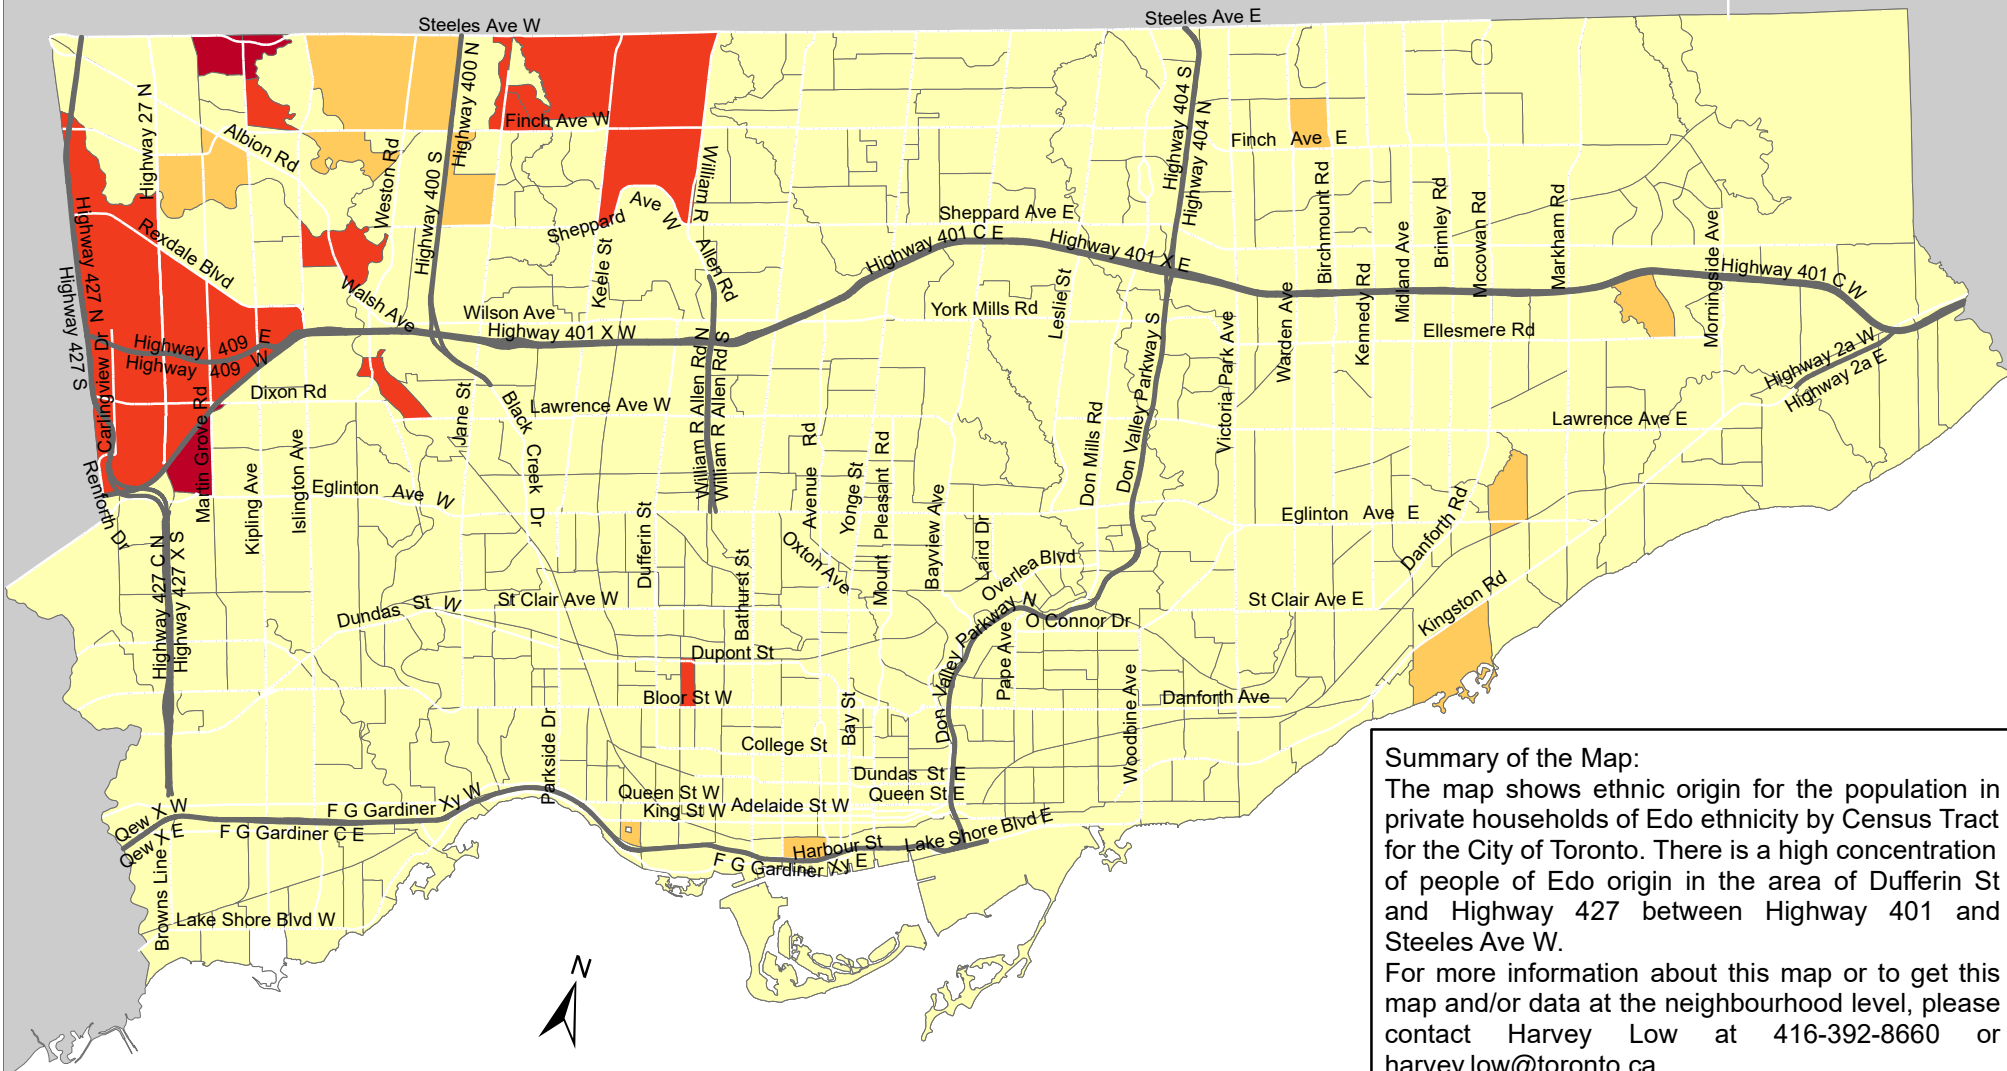 Steeles Ave W
Steeles Ave E
Highway 27 N
Albion Rd
Weston Rd
Highway 400 N
Highway 400 S
Finch Ave W
William R
Allen Rd
Sheppard
Ave W
Keele St
Highway 404 S
Highway 404 N
Finch Ave E
Sheppard Ave E
Highway 401 C E
Highway 401 X E
Birchmount Rd
Brimley Rd
Mccowan Rd
Markham Rd
Morningside Ave
Midland Ave
Kennedy Rd
Warden Ave
Victoria Park Ave
Highway 401 C W
Highway 2a W
Highway 2a E
Ellesmere Rd
York Mills Rd
Leslie St
Highway 427 N
Highway 427 S
Rexdale Blvd
Highway 409 E
Highway 409 W
Carlingview Dr
Martin Grove Rd
Dixon Rd
Walsh Ave
Wilson Ave
Highway 401 X W
William R Allen Rd N
William R Allen Rd S
Lawrence Ave W
Lawrence Ave E
Jane St
Black Creek Dr
Renforth Dr
Kipling Ave
Islington Ave
Eglinton Ave W
Eglinton Ave E
Highway 427 C N
Highway 427 X S
Dufferin St
Bathurst St
Avenue Rd
Oxton Ave
Yonge St
Mount Pleasant Rd
Bayview Ave
Laird Dr
Overlea Blvd
Don Mills Rd
Don Valley Parkway S
Don Valley Parkway N
O Connor Dr
Pape Ave
Danforth Rd
Kingston Rd
St Clair Ave W
St Clair Ave E
Dundas St W
Dupont St
Bloor St W
Bay St
Woodbine Ave
Danforth Ave
Parkside Dr
College St
Dundas St E
Queen St E
Queen St W
King St W
Adelaide St W
Harbour St
Lake Shore Blvd E
F G Gardiner Xy E
F G Gardiner Xy W
F G Gardiner C E
Qew X W
Qew X E
Browns Line
Lake Shore Blvd W
N
Summary of the Map:
The map shows ethnic origin for the population in
private households of Edo ethnicity by Census Tract
for the City of Toronto. There is a high concentration
of people of Edo origin in the area of Dufferin St
and Highway 427 between Highway 401 and
Steeles Ave W.
For more information about this map or to get this
map and/or data at the neighbourhood level, please
contact Harvey Low at 416-392-8660 or
harvey.low@toronto.ca